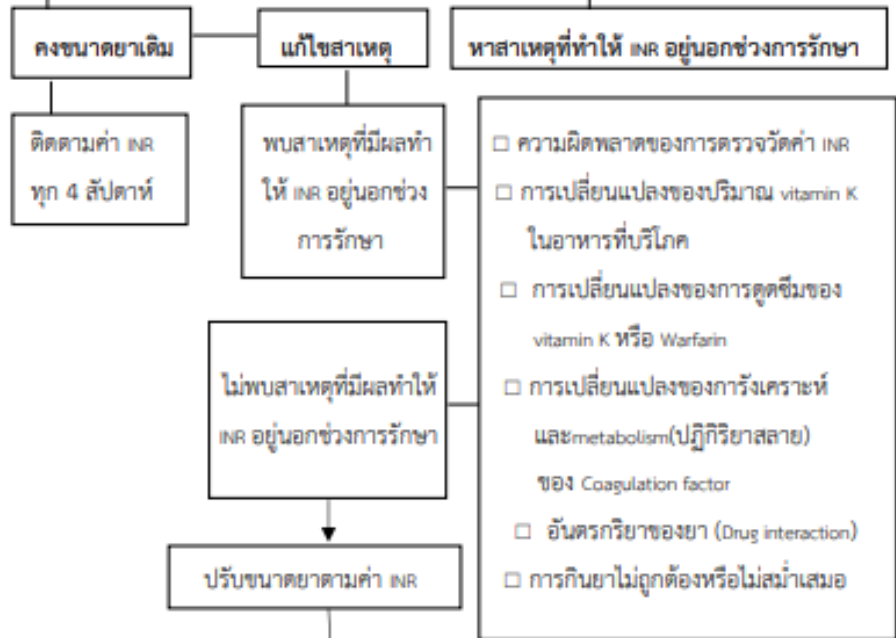 คงขนาดยาเดิม
แก้ไขสาเหตุ
หาสาเหตุที่ทำให้ INR อยู่นอกช่วงการรักษา
ติดตามค่า INR
ทุก 4 สัปดาห์
พบสาเหตุที่มีผลทำ
ให้ INR อยู่นอกช่วง
การรักษา
☐ ความผิดพลาดของการตรวจวัดค่า INR
☐ การเปลี่ยนแปลงของปริมาณ vitamin K
ในอาหารที่บริโภค
☐ การเปลี่ยนแปลงของการดูดซึมของ
vitamin K หรือ Warfarin
☐ การเปลี่ยนแปลงของการังเคราะห์
และmetabolism(ปฏิกิริยาสลาย)
ของ Coagulation factor
☐ อันตรกริยาของยา (Drug interaction)
☐ การกินยาไม่ถูกต้องหรือไม่สม่ำเสมอ
ไม่พบสาเหตุที่มีผลทำให้
INR อยู่นอกช่วงการรักษา
ปรับขนาดยาตามค่า INR